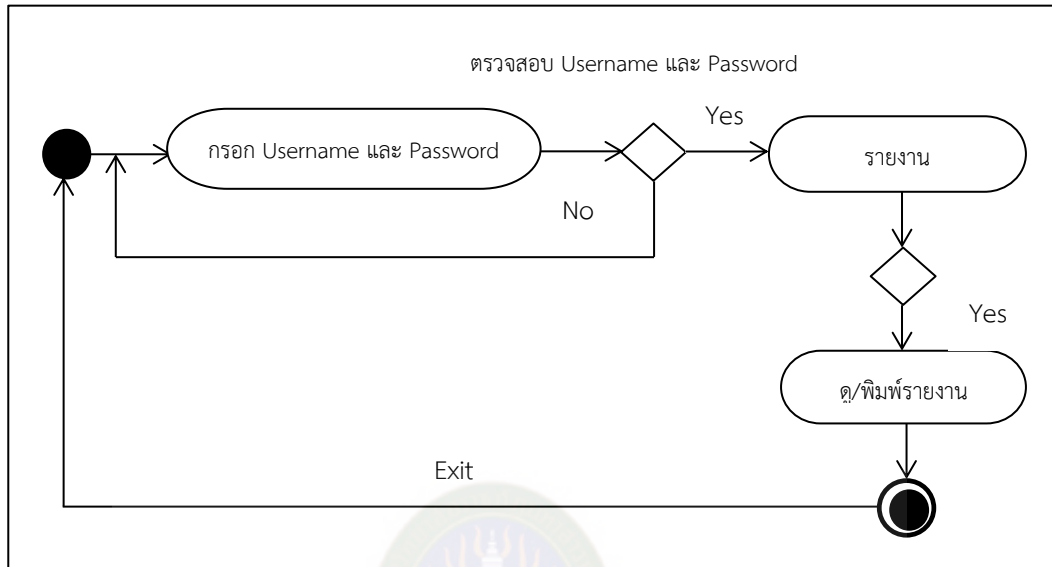 ตรวจสอบ Username และ Password
กรอก Username และ Password
Yes
รายงาน
No
Yes
ดู/พิมพ์รายงาน
Exit